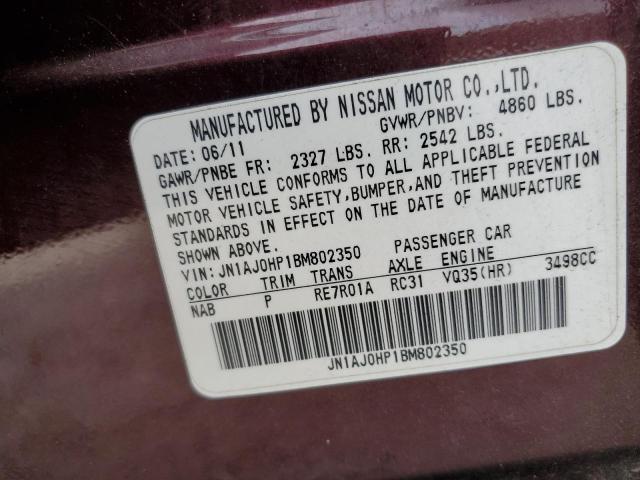 MANUFACTURED BY NISSAN MOTOR CO.,LTD.
DATE: 06/11 GVWR/PNBV: 4860 LBS.
GAWR/PNBE FR: 2327 LBS. RR: 2542 LBS.
THIS VEHICLE CONFORMS TO ALL APPLICABLE FEDERAL
MOTOR VEHICLE SAFETY,BUMPER,AND THEFT PREVENTION
STANDARDS IN EFFECT ON THE DATE OF MANUFACTURE
SHOWN ABOVE.
VIN: JN1AJ0HP1BM802350 PASSENGER CAR
COLOR TRIM TRANS AXLE ENGINE
NAB P RE7R01A RC31 VQ35(HR) 3498CC
JN1AJ0HP1BM802350